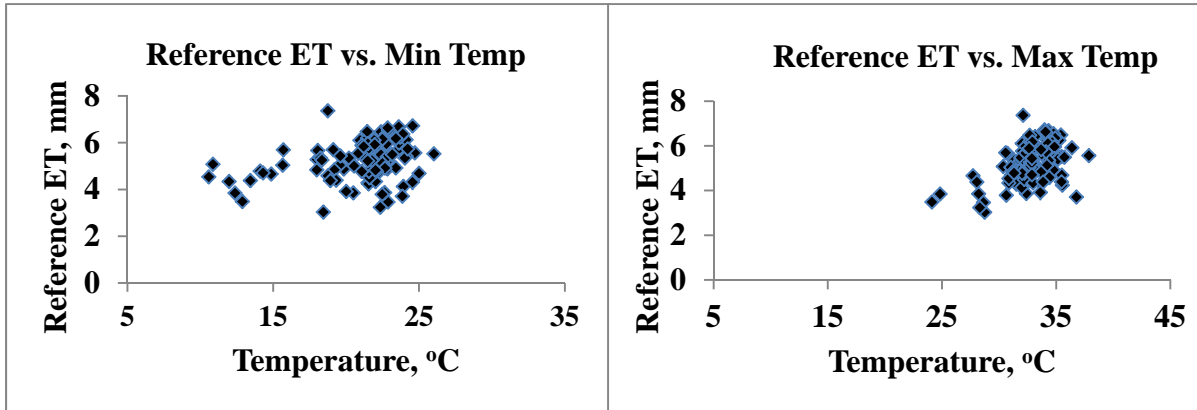 Reference ET vs. Min Temp
Reference ET, mm
8
6
4
2
0
5 15 25 35
Temperature, ᵒC
Reference ET vs. Max Temp
Reference ET, mm
8
6
4
2
0
5 15 25 35 45
Temperature, ᵒC